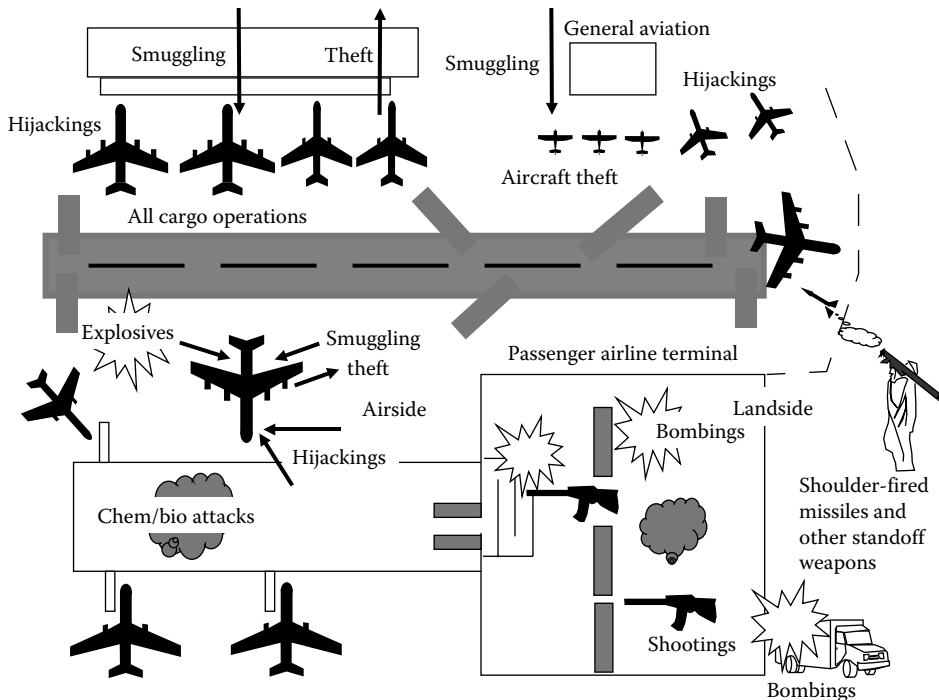 Smuggling
Theft
General aviation
Smuggling
Hijackings
Hijackings
Aircraft theft
All cargo operations
Explosives
Smuggling
theft
Passenger airline terminal
Airside
Landside
Bombings
Hijackings
Chem/bio attacks
Shoulder-fired
missiles and
other standoff
weapons
Shootings
Bombings